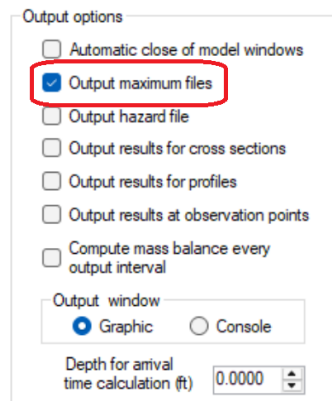 Output options
Automatic close of model windows
Output maximum files
Output hazard file
Output results for cross sections
Output results for profiles
Output results at observation points
Compute mass balance every
output interval
Output window
Graphic Console
Depth for arrival
time calculation (ft) 0.0000